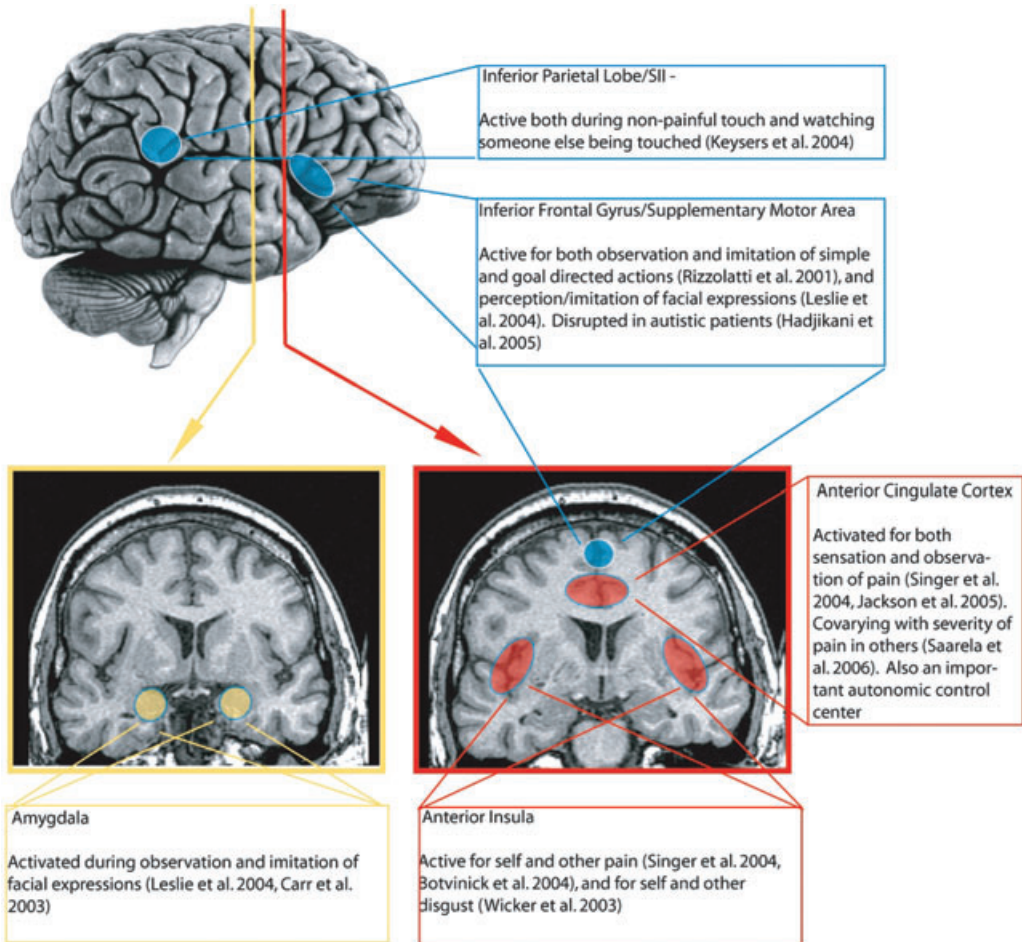 Inferior Parietal Lobe/SII -
Active both during non-painful touch and watching
someone else being touched (Keysers et al. 2004)
Inferior Frontal Gyrus/Supplementary Motor Area
Active for both observation and imitation of simple
and goal directed actions (Rizzolatti et al. 2001), and
perception/imitation of facial expressions (Leslie et
al. 2004). Disrupted in autistic patients (Hadjikani et
al. 2005)
Anterior Cingulate Cortex
Activated for both
sensation and observa-
tion of pain (Singer et al.
2004, Jackson et al. 2005).
Covarying with severity of
pain in others (Saarela et
al. 2006). Also an impor-
tant autonomic control
center
Amygdala
Activated during observation and imitation of
facial expressions (Leslie et al. 2004, Carr et al.
2003)
Anterior Insula
Active for self and other pain (Singer et al. 2004,
Botvinick et al. 2004), and for self and other
disgust (Wicker et al. 2003)